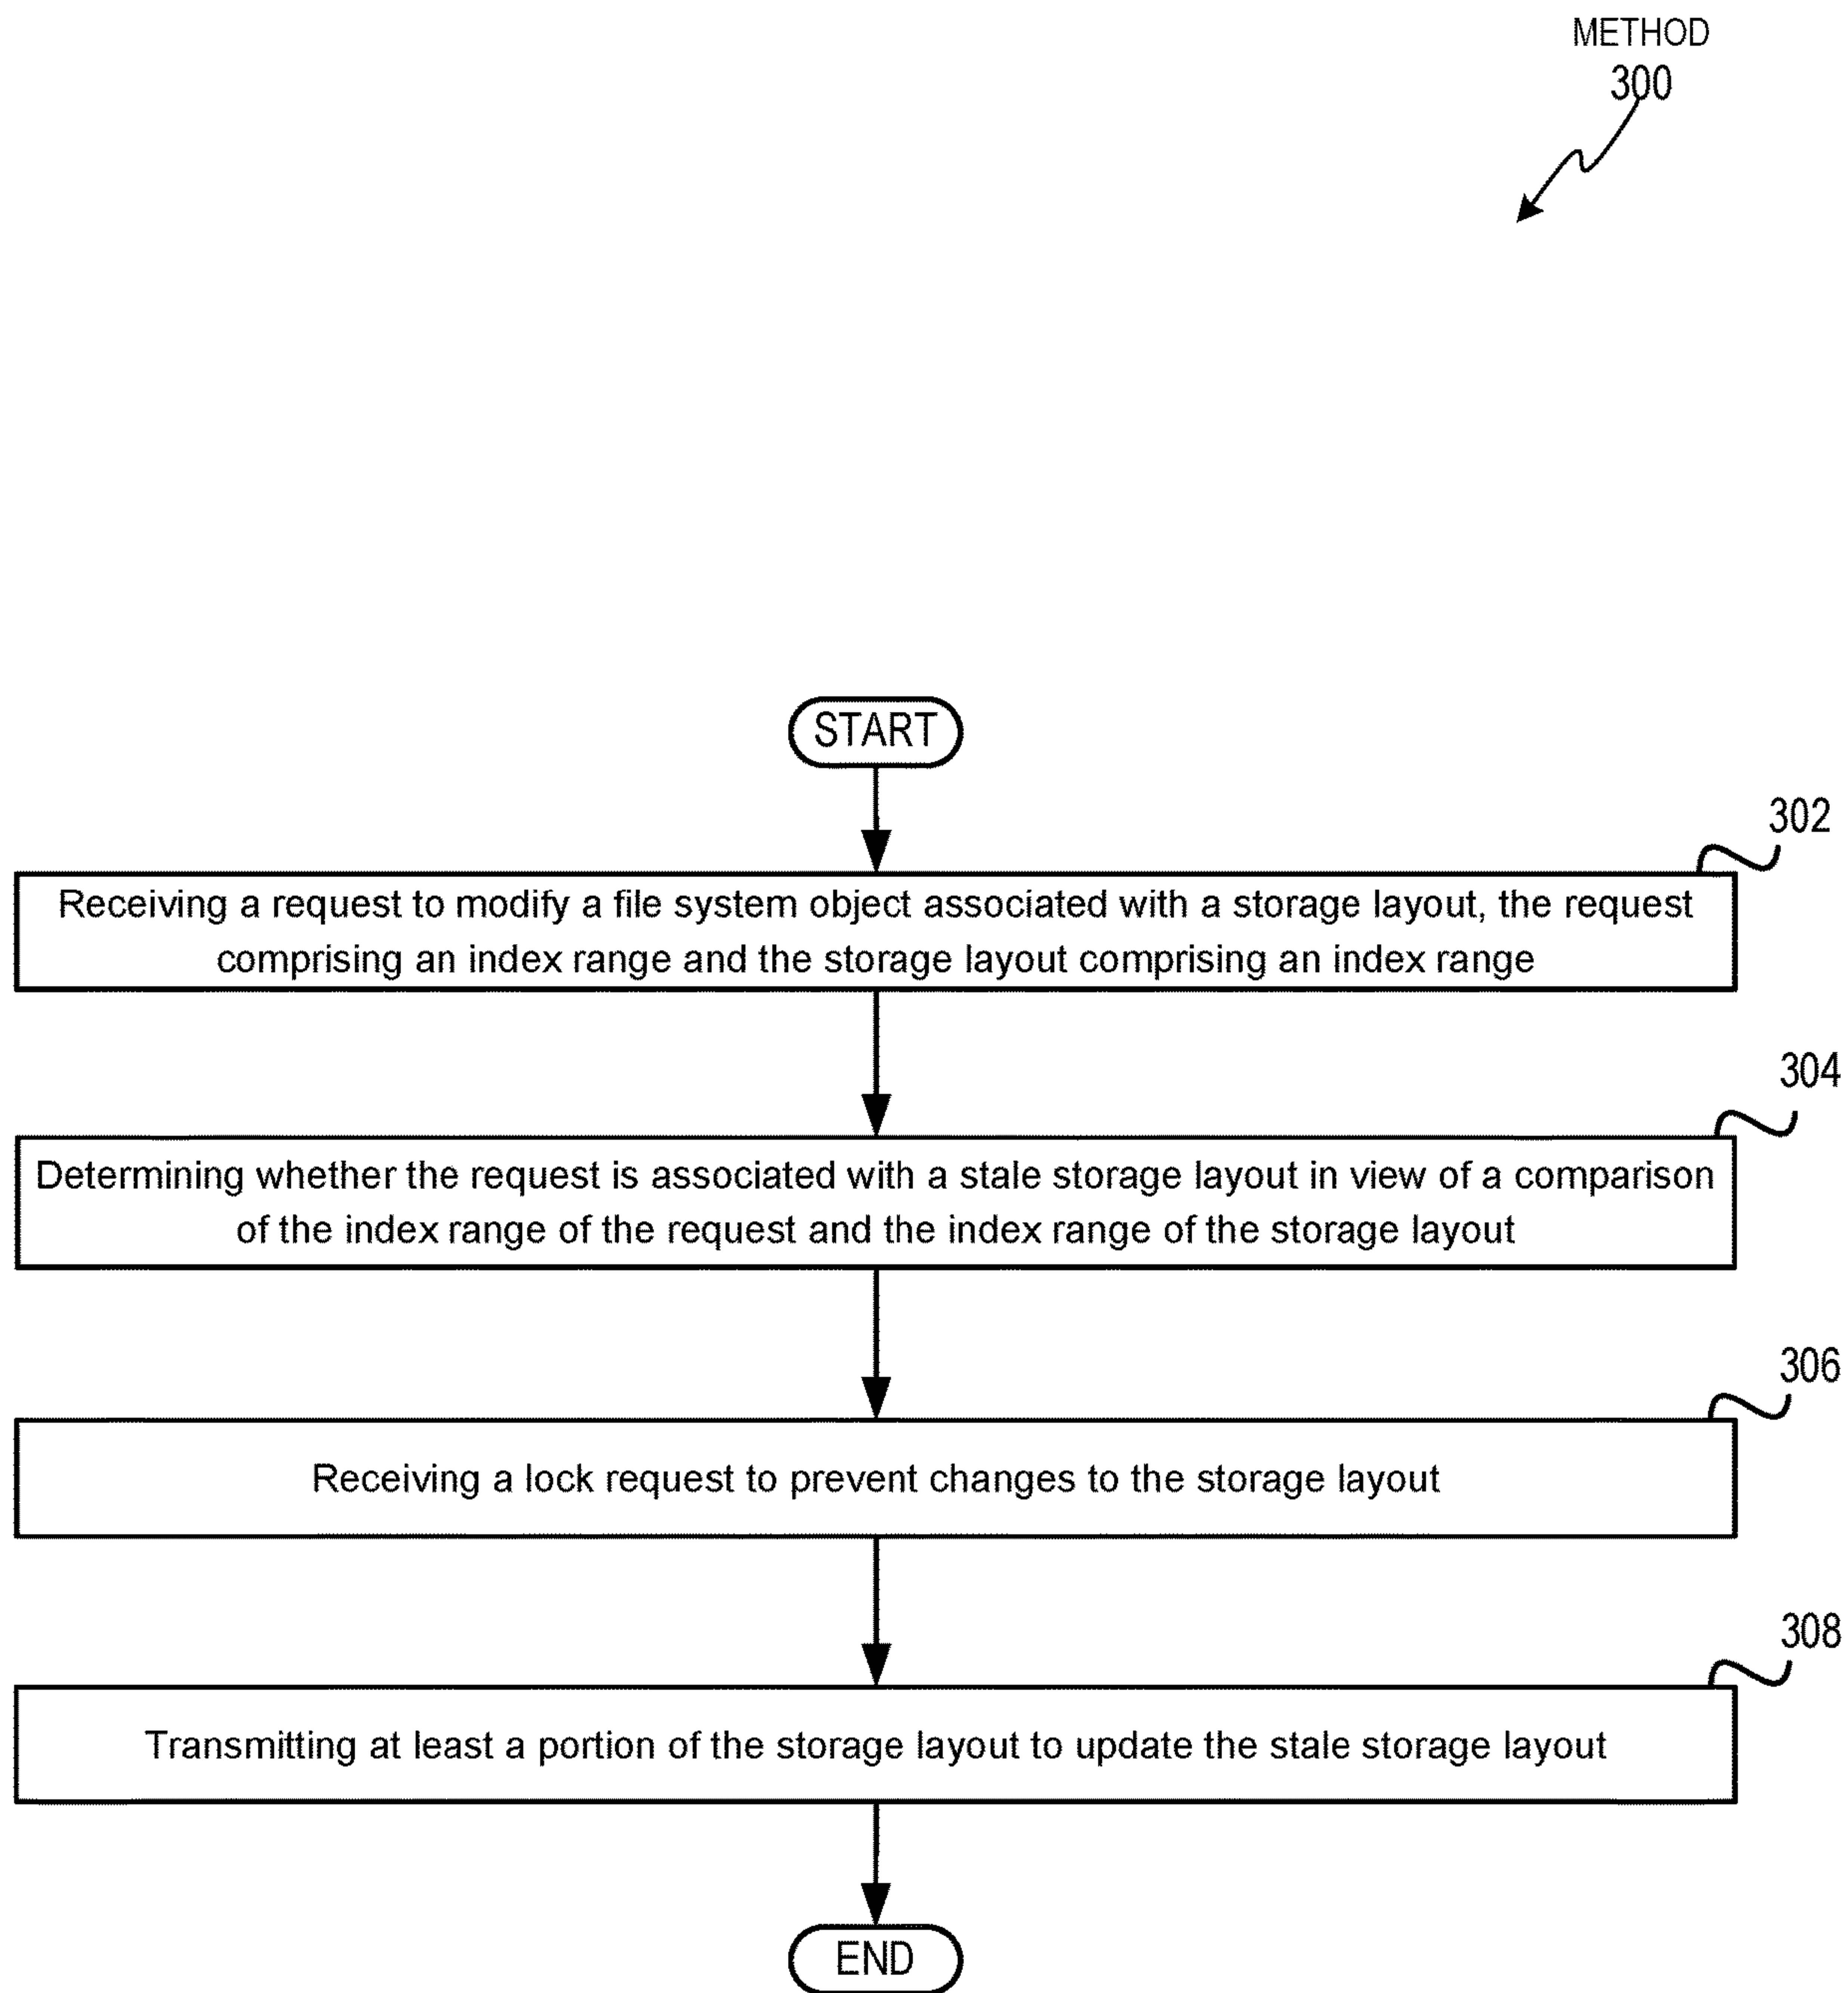 METHOD
300
START
302
Receiving a request to modify a file system object associated with a storage layout, the request
comprising an index range and the storage layout comprising an index range
304
Determining whether the request is associated with a stale storage layout in view of a comparison
of the index range of the request and the index range of the storage layout
306
Receiving a lock request to prevent changes to the storage layout
308
Transmitting at least a portion of the storage layout to update the stale storage layout
END